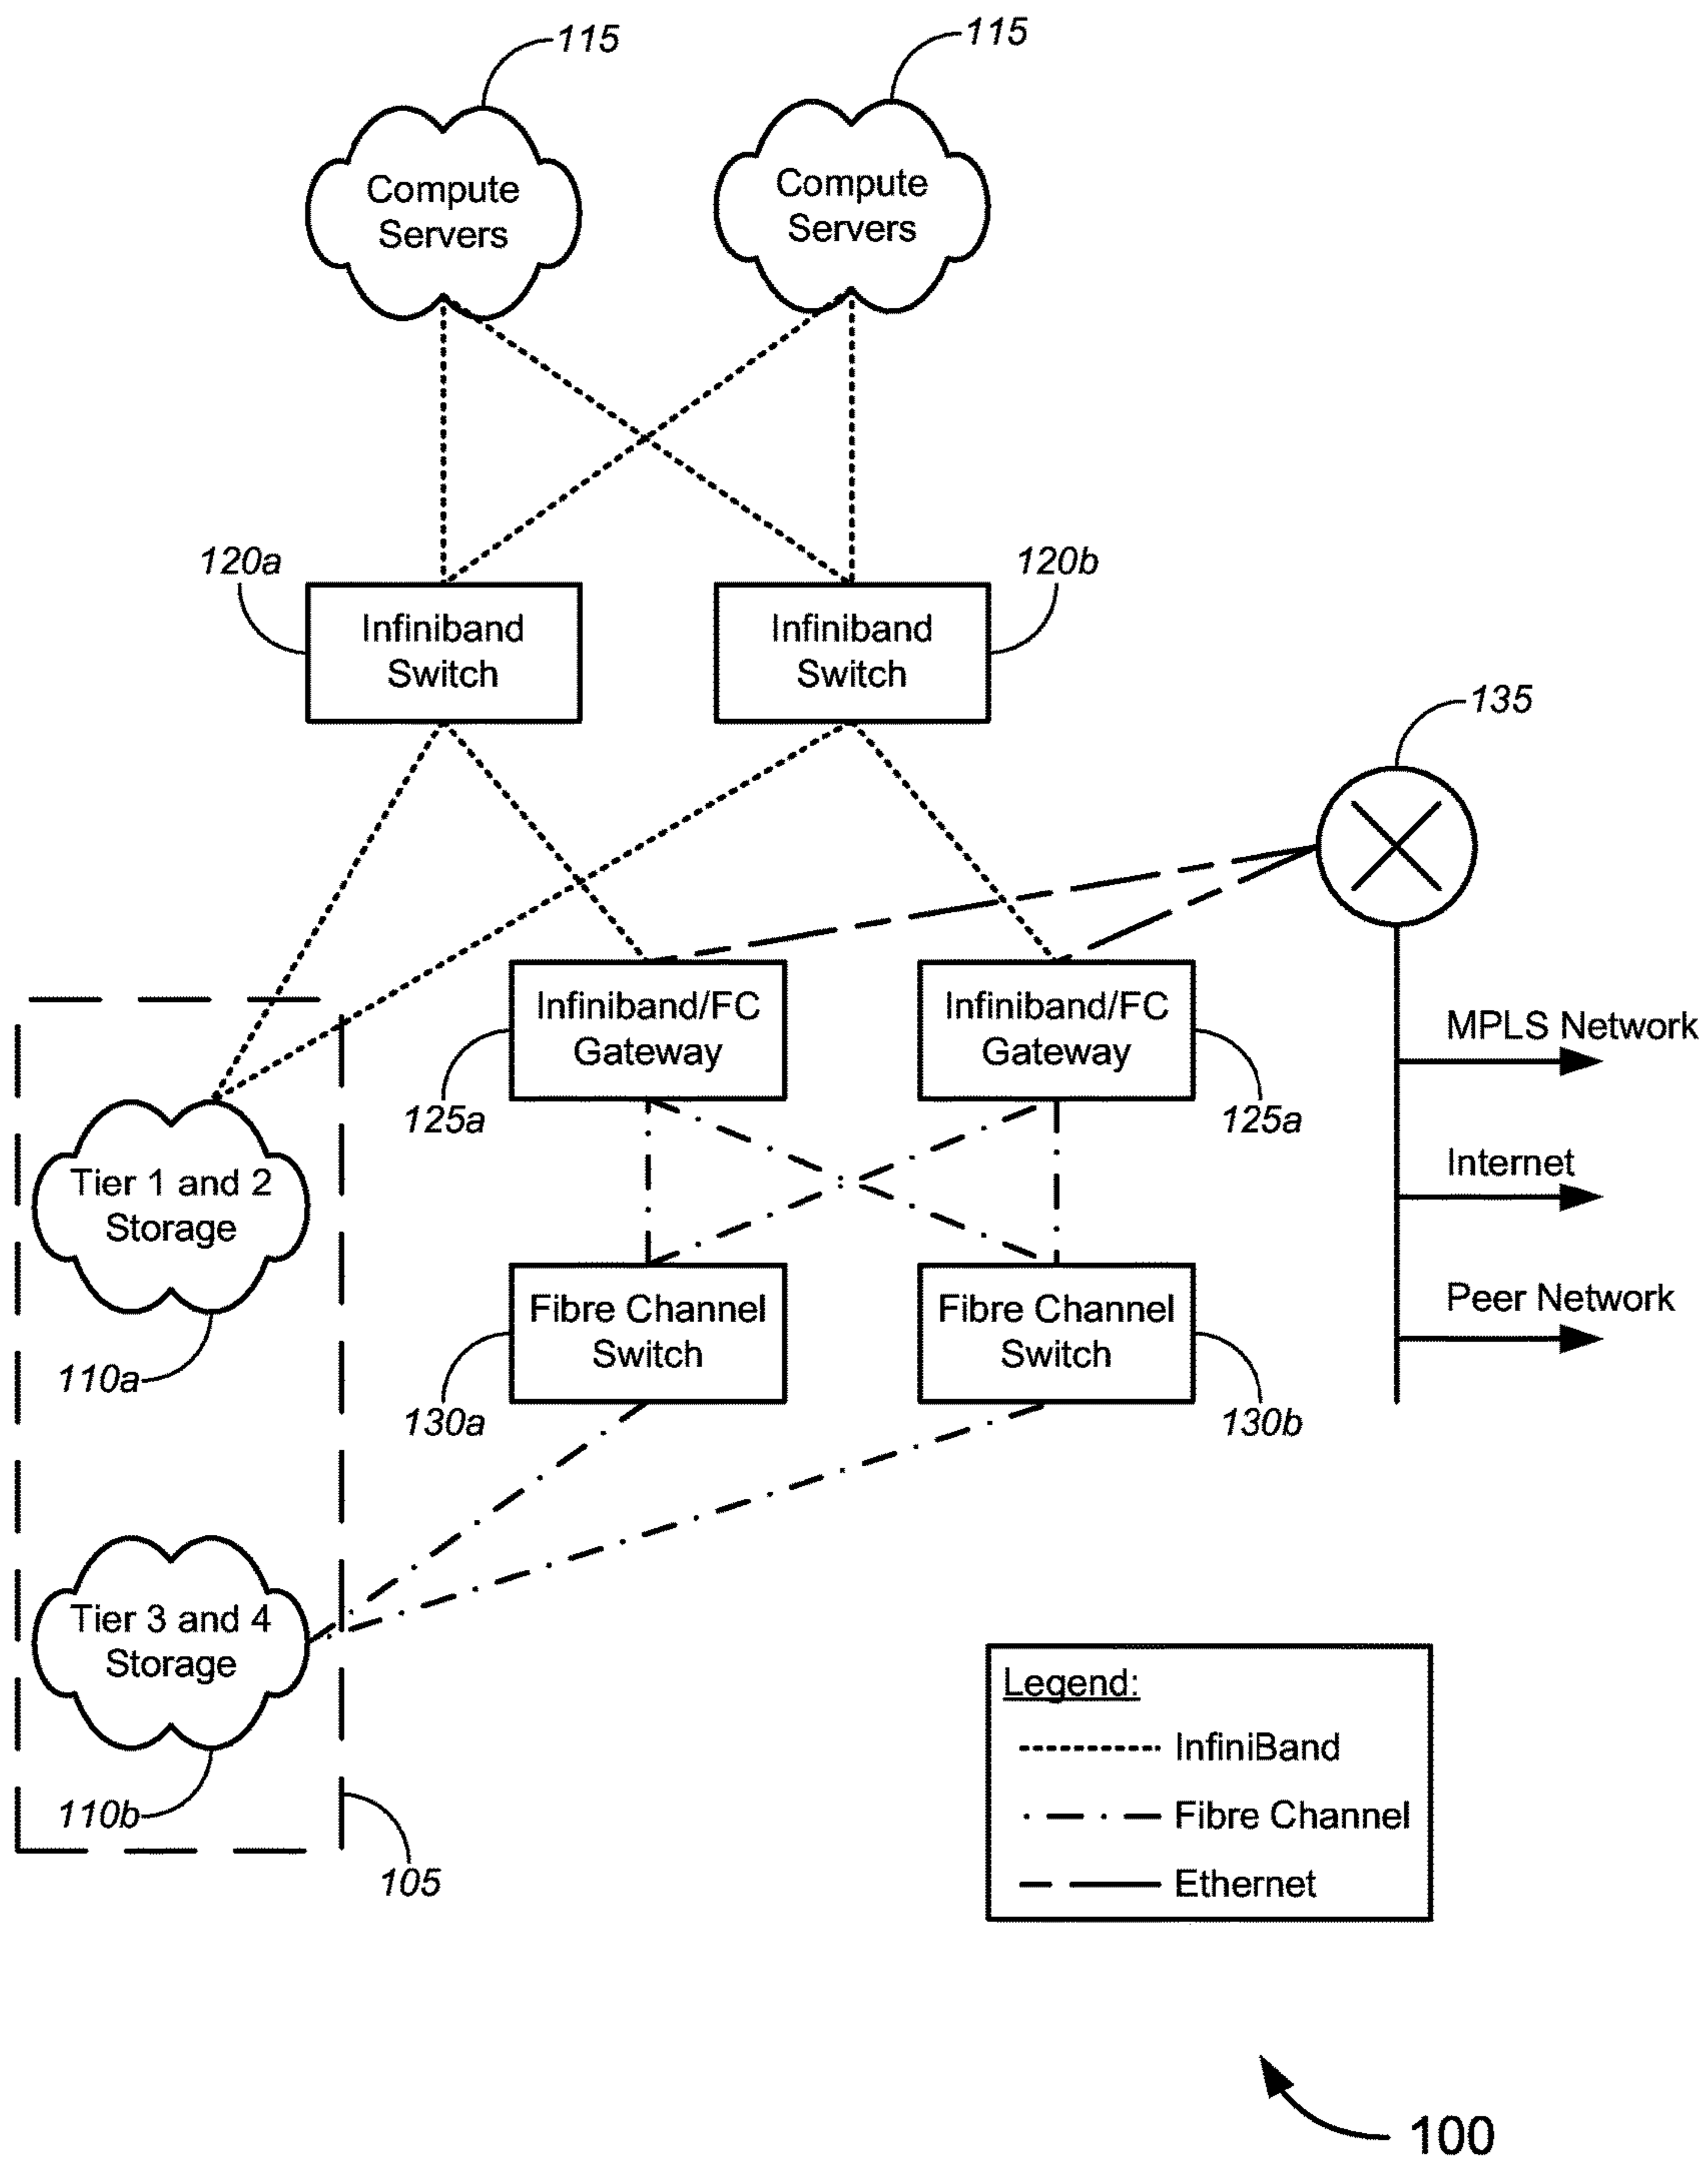 115
115
Compute
Servers
Compute
Servers
120a
120b
Infiniband
Switch
Infiniband
Switch
135
Infiniband/FC
Gateway
Infiniband/FC
Gateway
MPLS Network
125a
125a
Internet
Tier 1 and 2
Storage
Peer Network
Fibre Channel
Switch
Fibre Channel
Switch
110a
130a
130b
Tier 3 and 4
Storage
110b
105
Legend:
InfiniBand
Fibre Channel
Ethernet
100